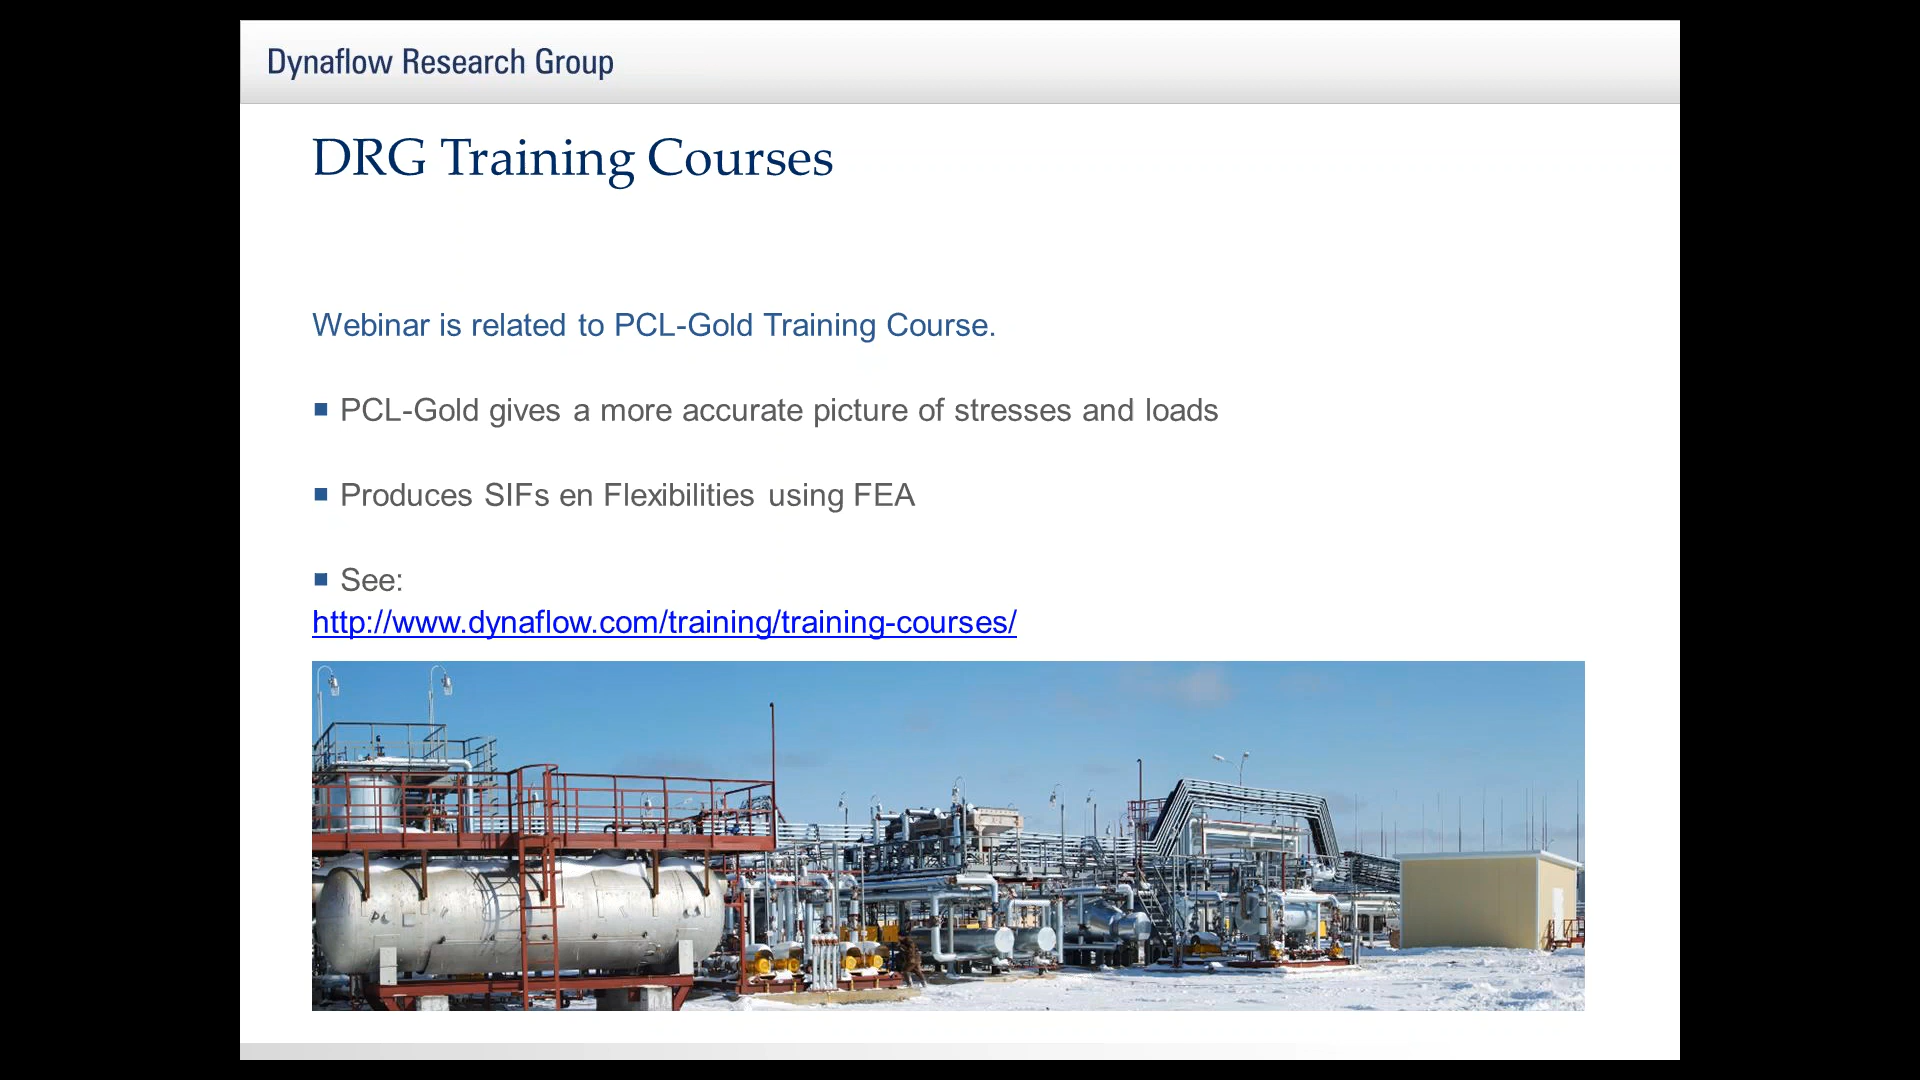 Dynaflow Research Group
DRG Training Courses
Webinar is related to PCL-Gold Training Course.
PCL-Gold gives a more accurate picture of stresses and loads
Produces SIFs en Flexibilities using FEA
See:
http://www.dynaflow.com/training/training-courses/